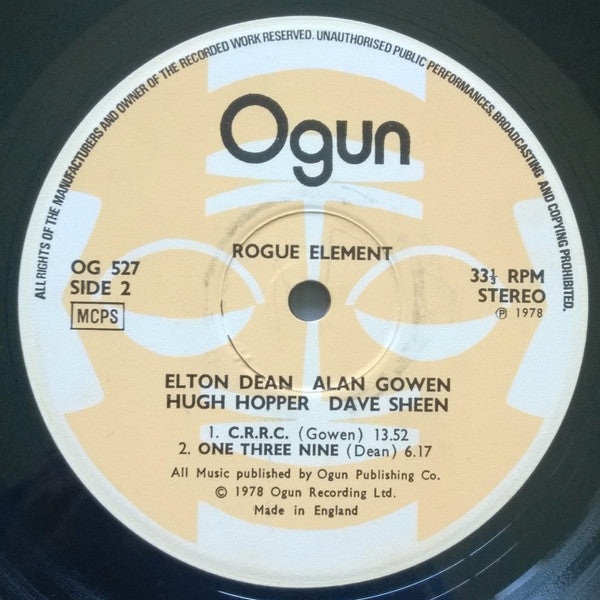 ALL RIGHTS OF THE MANUFACTURERS AND OWNER OF THE RECORDED WORK RESERVED. UNAUTHORISED PUBLIC PERFORMANCES, BROADCASTING AND COPYING PROHIBITED.
Ogun
ROGUE ELEMENT
OG 527
SIDE 2
MCPS
33⅓ RPM
STEREO
℗ 1978
ELTON DEAN ALAN GOWEN
HUGH HOPPER DAVE SHEEN
1. C.R.R.C. (Gowen) 13.52
2. ONE THREE NINE (Dean) 6.17
All Music published by Ogun Publishing Co.
© 1978 Ogun Recording Ltd.
Made in England